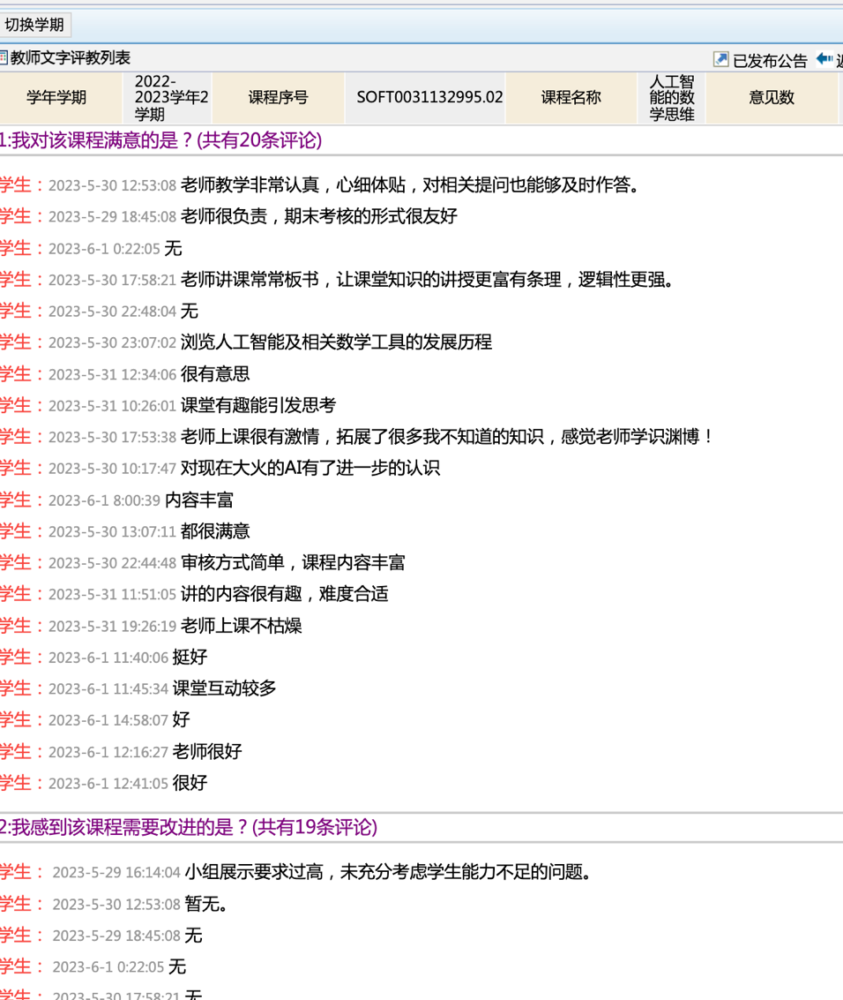 切换学期
教师文字评教列表 已发布公告
学年学期 2022-2023学年2学期 课程序号 SOFT0031132995.02 课程名称 人工智能的数学思维 意见数
1:我对该课程满意的是？(共有20条评论)
学生： 2023-5-30 12:53:08 老师教学非常认真，心细体贴，对相关提问也能够及时作答。
学生： 2023-5-29 18:45:08 老师很负责，期末考核的形式很友好
学生： 2023-6-1 0:22:05 无
学生： 2023-5-30 17:58:21 老师讲课常常板书，让课堂知识的讲授更富有条理，逻辑性更强。
学生： 2023-5-30 22:48:04 无
学生： 2023-5-30 23:07:02 浏览人工智能及相关数学工具的发展历程
学生： 2023-5-31 12:34:06 很有意思
学生： 2023-5-31 10:26:01 课堂有趣能引发思考
学生： 2023-5-30 17:53:38 老师上课很有激情，拓展了很多我不知道的知识，感觉老师学识渊博！
学生： 2023-5-30 10:17:47 对现在大火的AI有了进一步的认识
学生： 2023-6-1 8:00:39 内容丰富
学生： 2023-5-30 13:07:11 都很满意
学生： 2023-5-30 22:44:48 审核方式简单，课程内容丰富
学生： 2023-5-31 11:51:05 讲的内容很有趣，难度合适
学生： 2023-5-31 19:26:19 老师上课不枯燥
学生： 2023-6-1 11:40:06 挺好
学生： 2023-6-1 11:45:34 课堂互动较多
学生： 2023-6-1 14:58:07 好
学生： 2023-6-1 12:16:27 老师很好
学生： 2023-6-1 12:41:05 很好
2:我感到该课程需要改进的是？(共有19条评论)
学生： 2023-5-29 16:14:04 小组展示要求过高，未充分考虑学生能力不足的问题。
学生： 2023-5-30 12:53:08 暂无。
学生： 2023-5-29 18:45:08 无
学生： 2023-6-1 0:22:05 无
学生： 2023-5-30 17:58:21 无